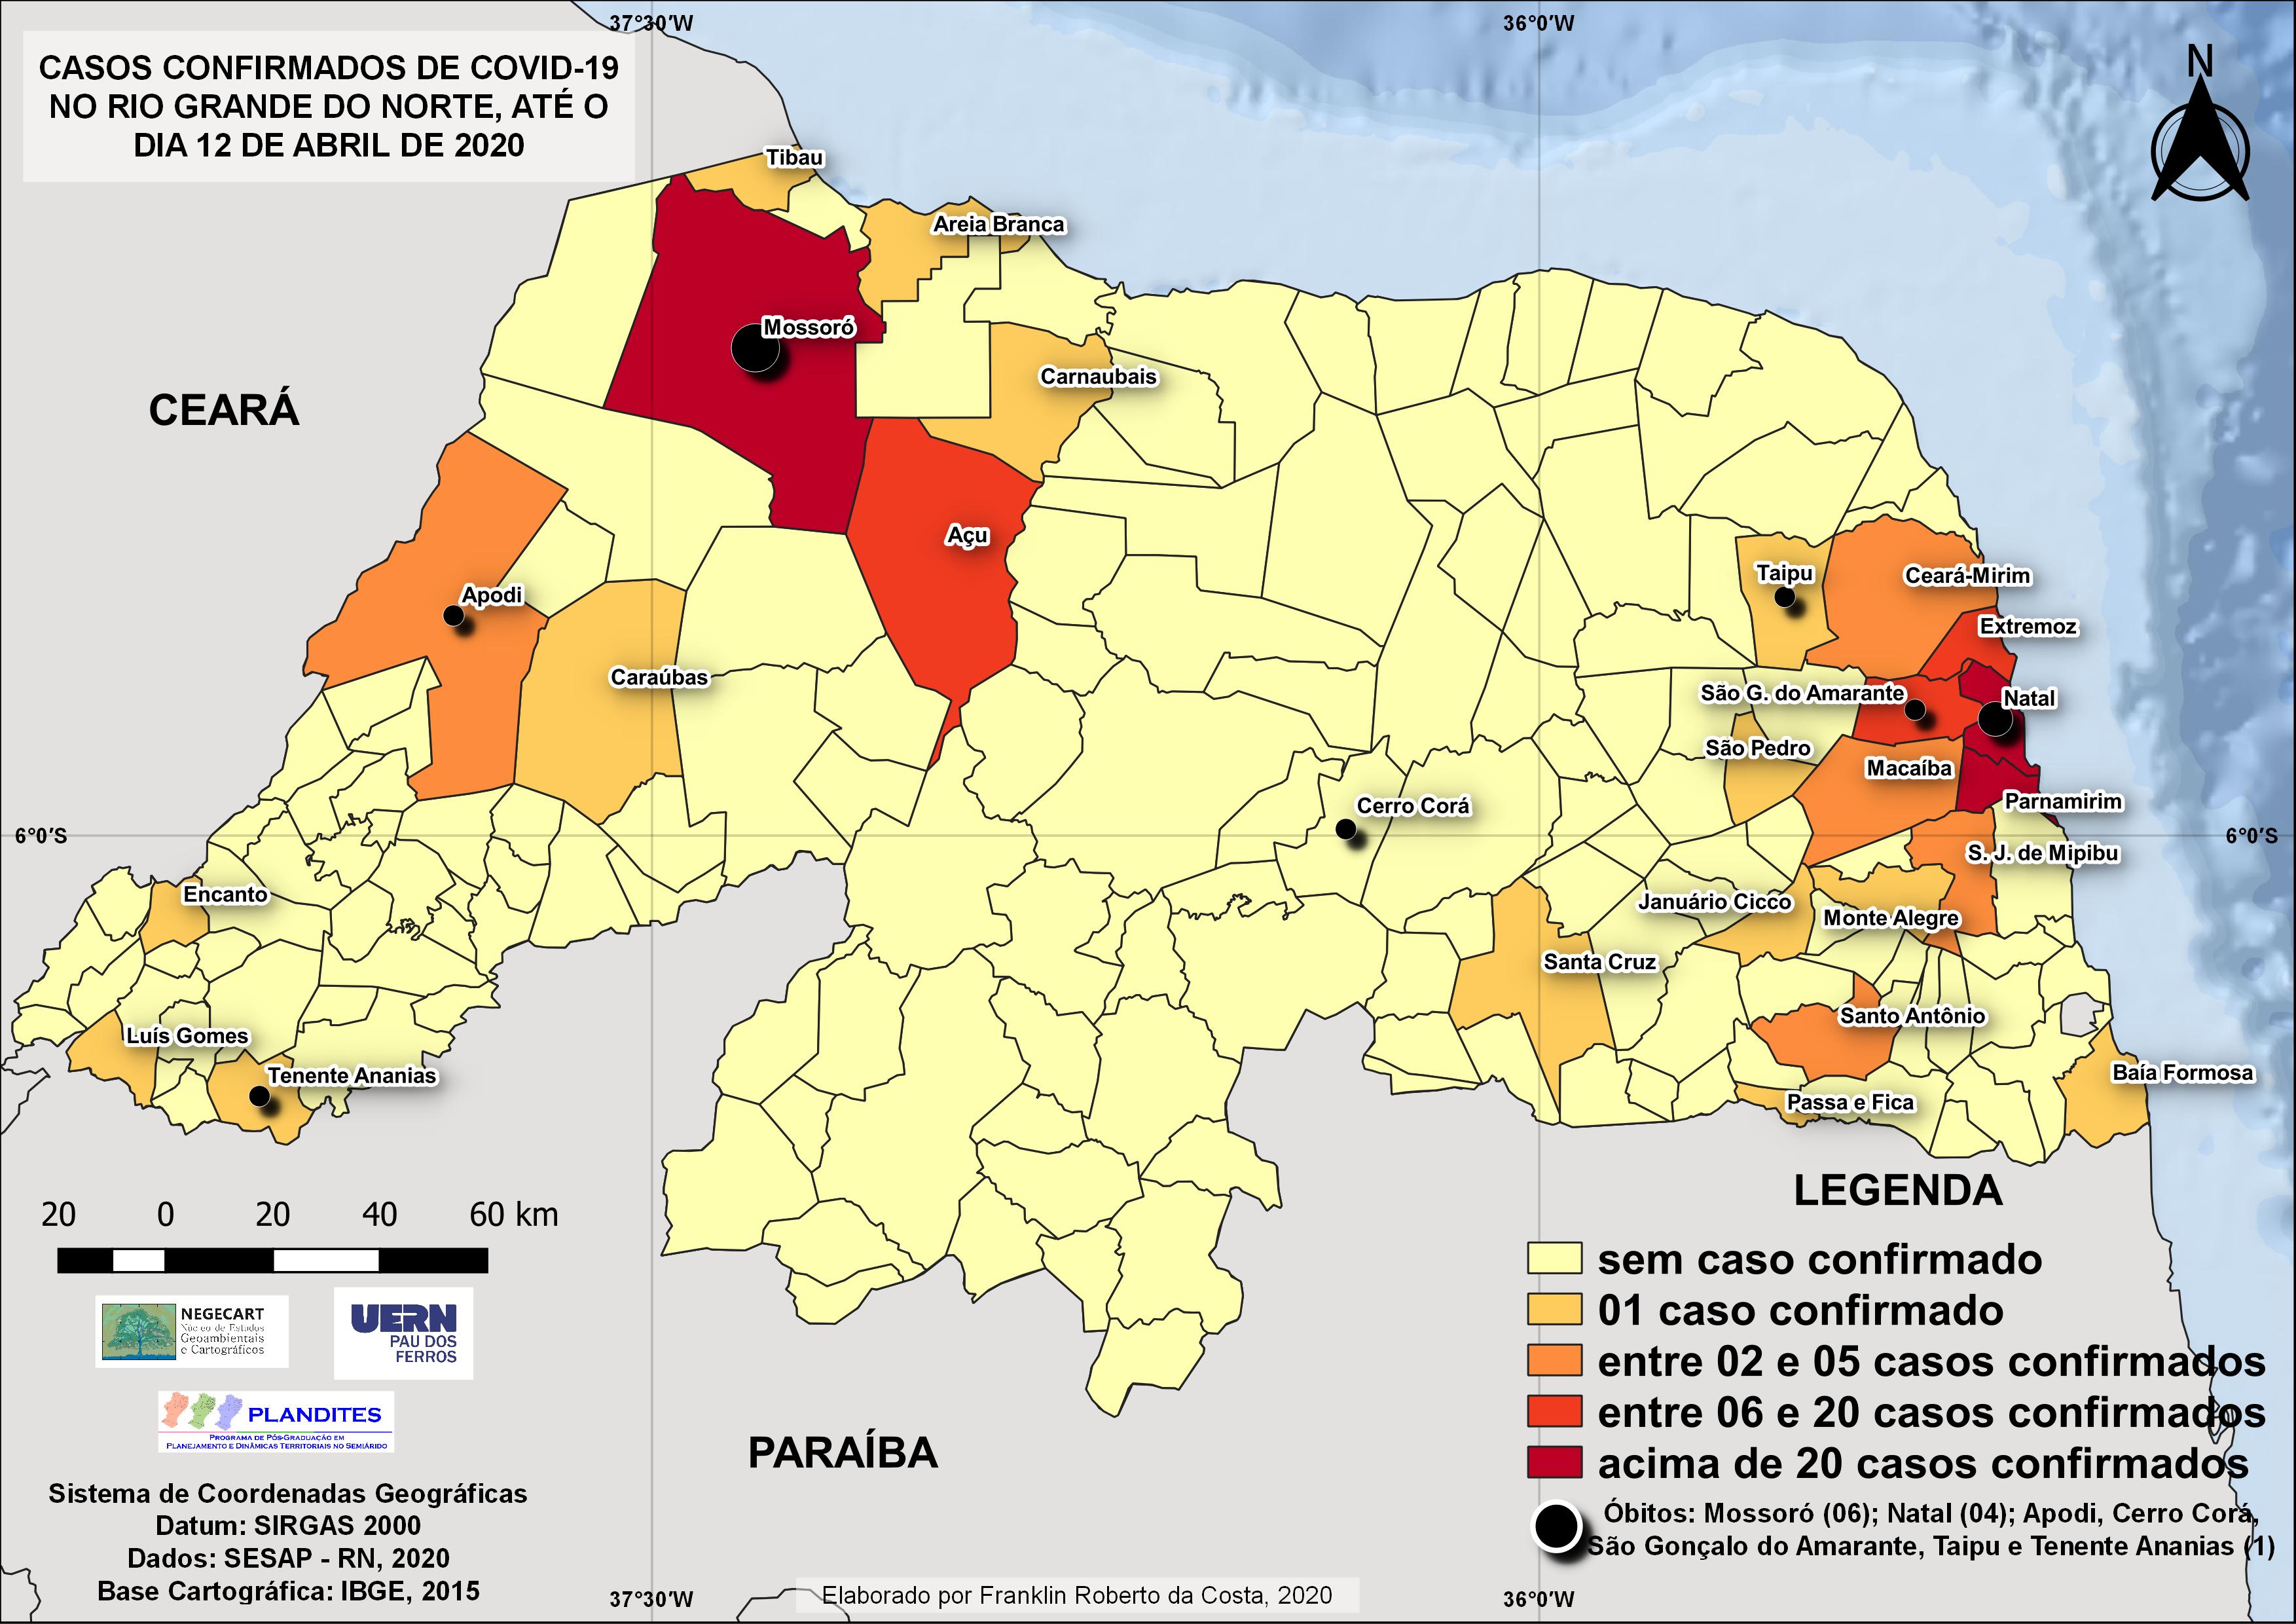 37°30′W
36°0′W
CASOS CONFIRMADOS DE COVID-19
NO RIO GRANDE DO NORTE, ATÉ O
DIA 12 DE ABRIL DE 2020
N
Tibau
Areia Branca
Mossoró
Carnaubais
CEARÁ
Açu
Taipu
Ceará-Mirim
Apodi
Extremoz
Caraúbas
São G. do Amarante
Natal
São Pedro
Macaíba
Cerro Corá
Parnamirim
6°0′S
6°0′S
S. J. de Mipibu
Encanto
Januário Cicco
Monte Alegre
Santa Cruz
Santo Antônio
Luís Gomes
Tenente Ananias
Baía Formosa
Passa e Fica
LEGENDA
20 0 20 40 60 km
sem caso confirmado
01 caso confirmado
entre 02 e 05 casos confirmados
entre 06 e 20 casos confirmados
acima de 20 casos confirmados
Óbitos: Mossoró (06); Natal (04); Apodi, Cerro Corá,
São Gonçalo do Amarante, Taipu e Tenente Ananias (1)
NEGECART
Núcleo de Estudos
Geoambientais
e Cartográficos
UERN
PAU DOS
FERROS
PLANDITES
PROGRAMA DE PÓS-GRADUAÇÃO EM
PLANEJAMENTO E DINÂMICAS TERRITORIAIS NO SEMIÁRIDO
PARAÍBA
Sistema de Coordenadas Geográficas
Datum: SIRGAS 2000
Dados: SESAP - RN, 2020
Base Cartográfica: IBGE, 2015
37°30′W
Elaborado por Franklin Roberto da Costa, 2020
36°0′W